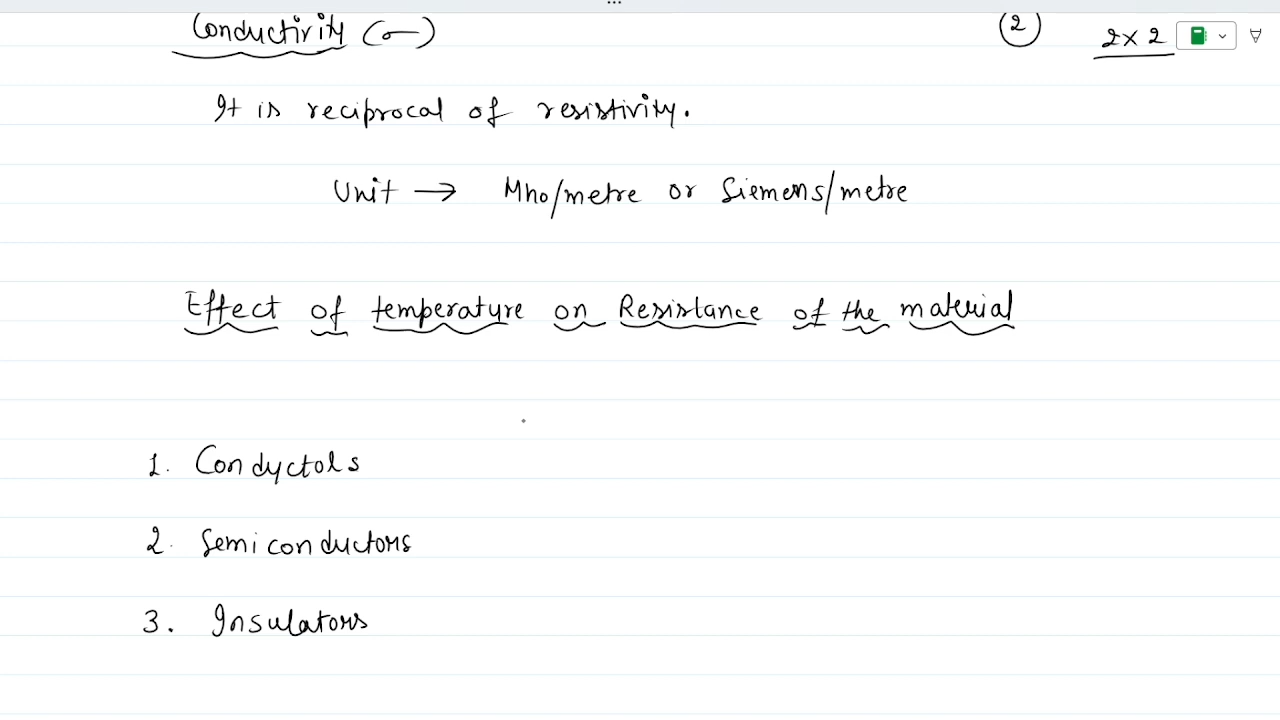 Conductivity (σ)
② 2×2
It is reciprocal of resistivity.
Unit → Mho/metre or Siemens/metre
Effect of temperature on Resistance of the material
1. Conductors
2. Semiconductors
3. Insulators